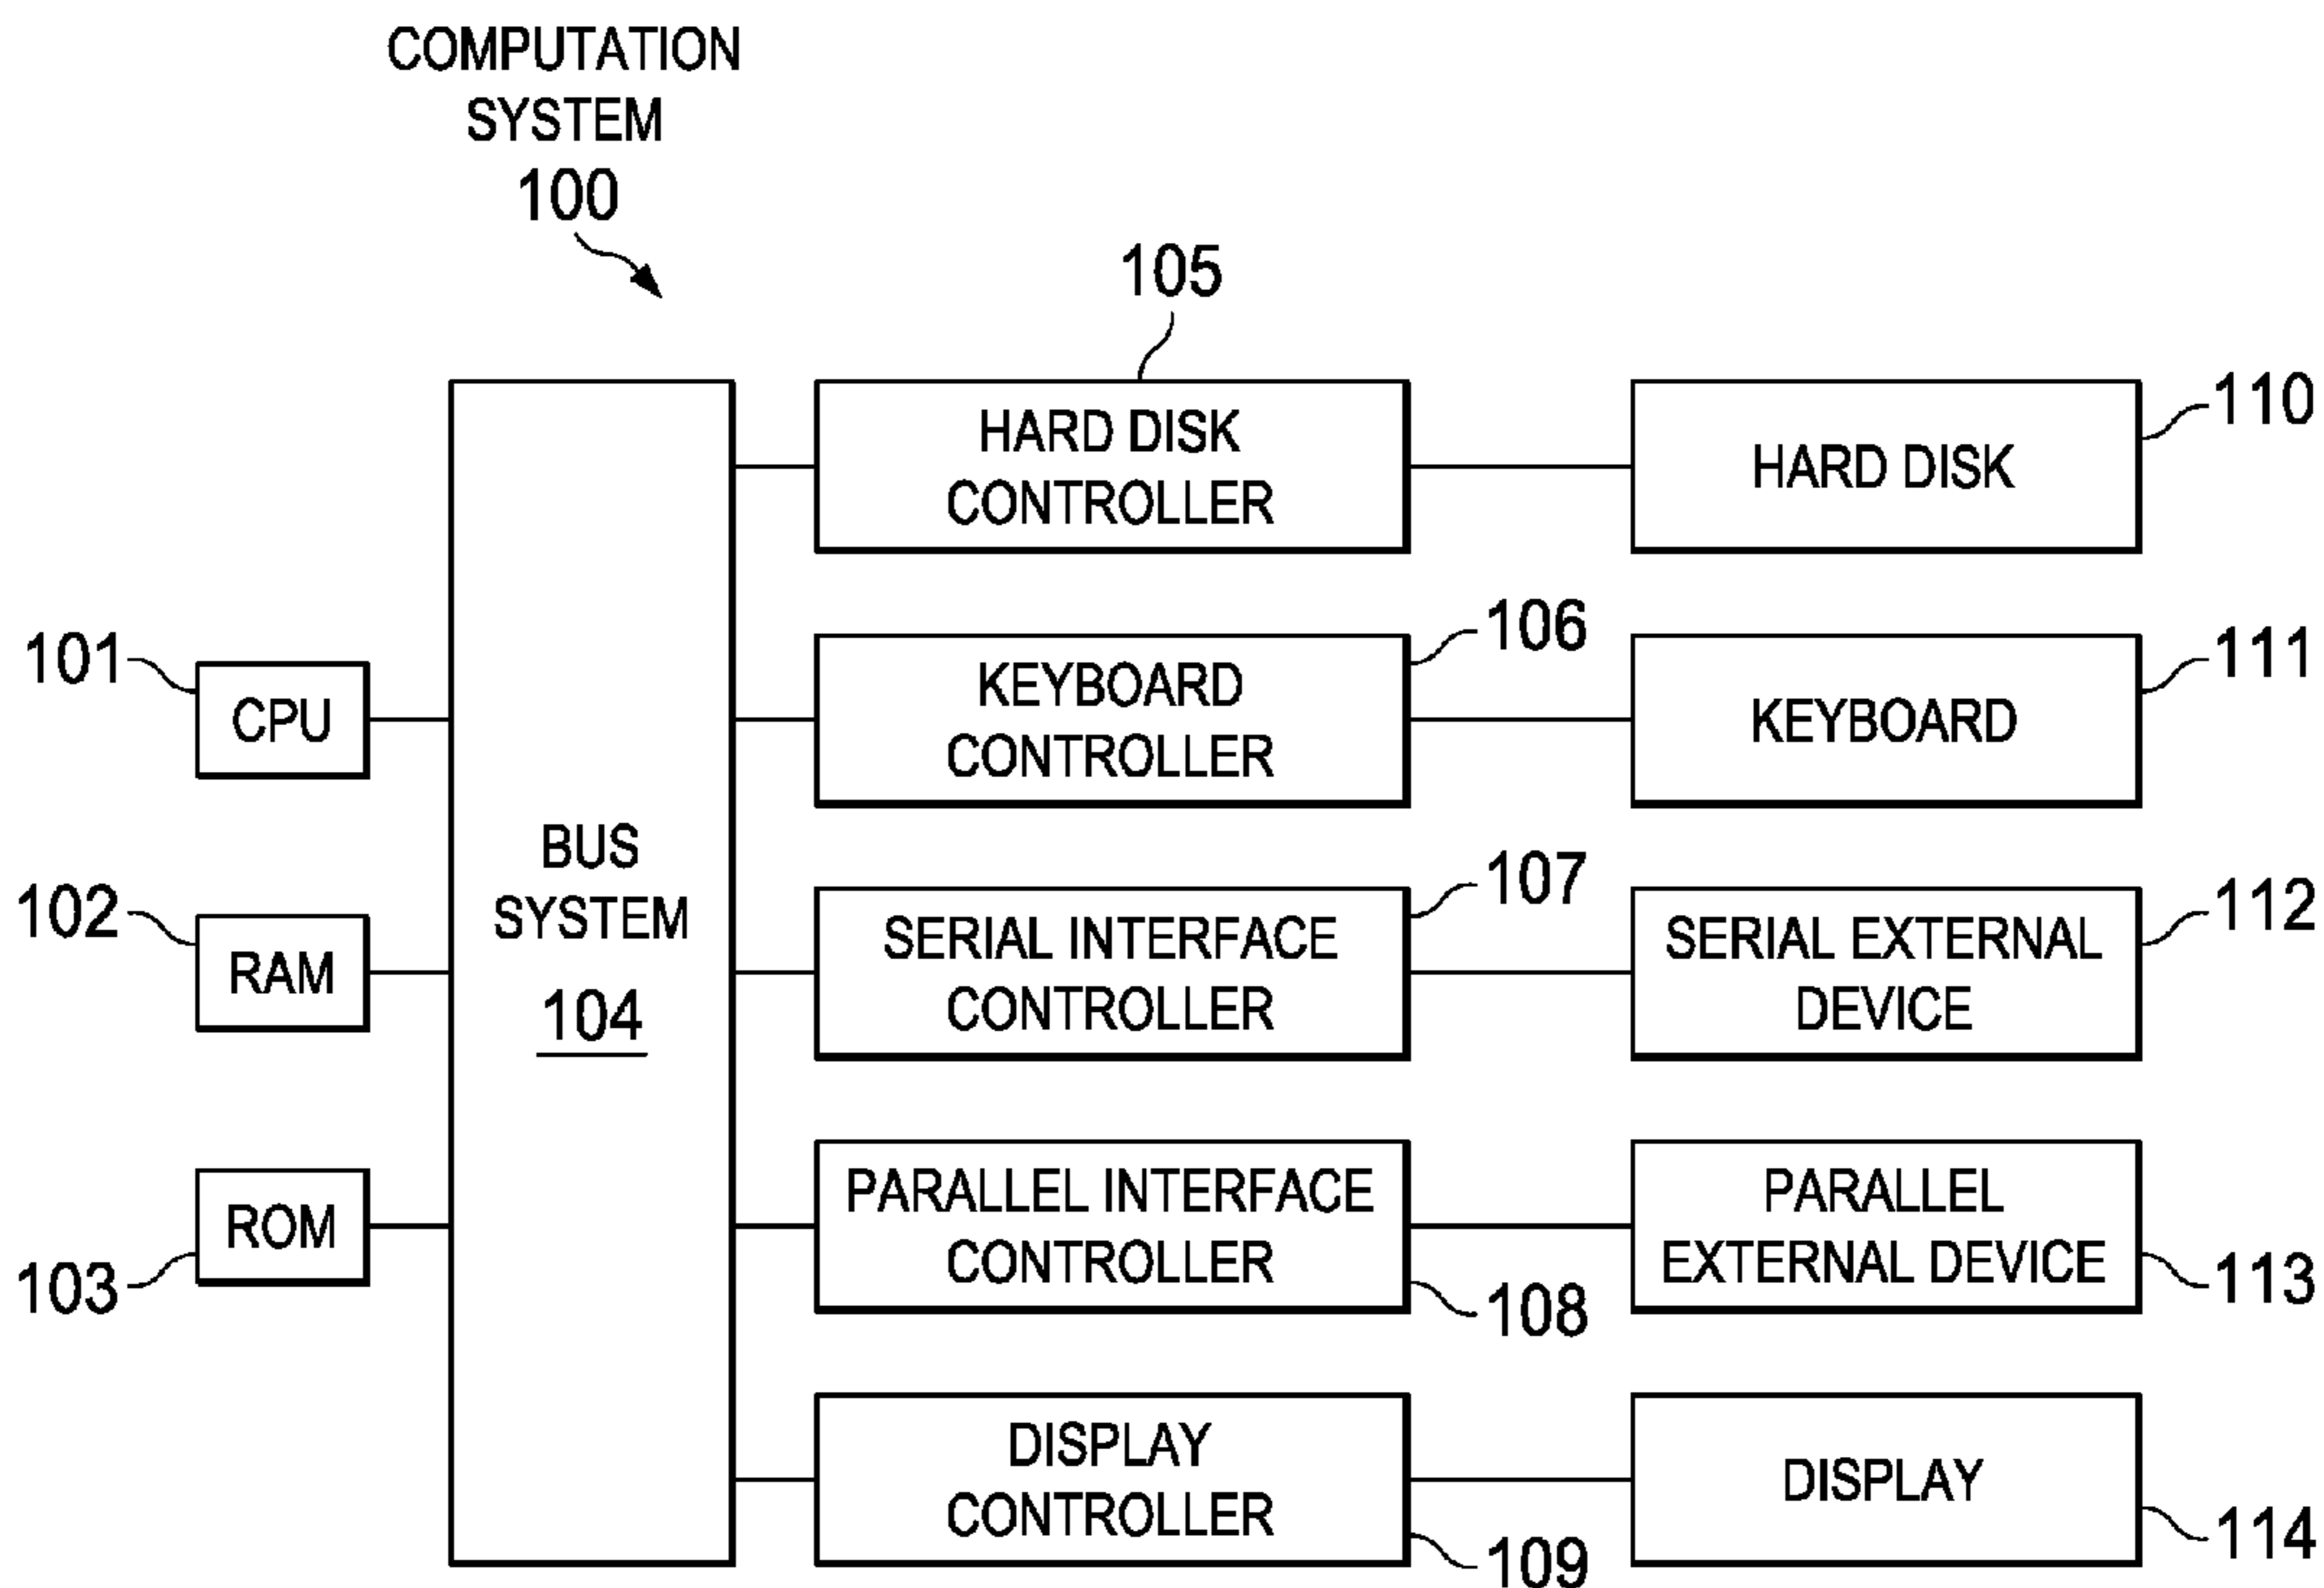 COMPUTATION
SYSTEM
100
105
HARD DISK
CONTROLLER
HARD DISK
110
101
CPU
106
KEYBOARD
CONTROLLER
KEYBOARD
111
BUS
SYSTEM
104
102
RAM
107
SERIAL INTERFACE
CONTROLLER
SERIAL EXTERNAL
DEVICE
112
ROM
103
PARALLEL INTERFACE
CONTROLLER
108
PARALLEL
EXTERNAL DEVICE
113
DISPLAY
CONTROLLER
109
DISPLAY
114